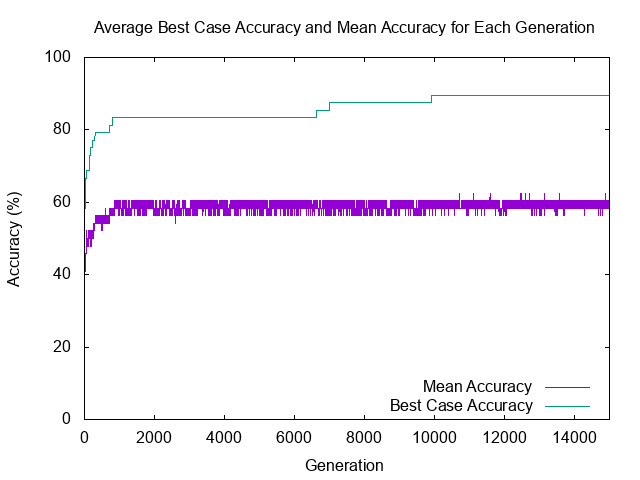 Average Best Case Accuracy and Mean Accuracy for Each Generation
100
80
60
40
20
0
Accuracy (%)
Mean Accuracy
Best Case Accuracy
0 2000 4000 6000 8000 10000 12000 14000
Generation